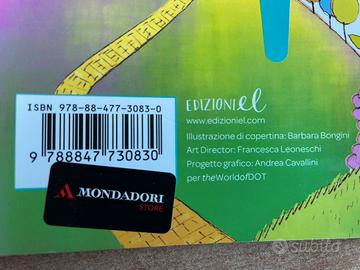 ISBN 978-88-477-3083-0
9 788847 730830
EDIZIONI el
www.edizioniel.com
Illustrazione di copertina: Barbara Bongini
Art Director: Francesca Leoneschi
Progetto grafico: Andrea Cavallini
per theWorldofDOT
MONDADORI
STORE
subito